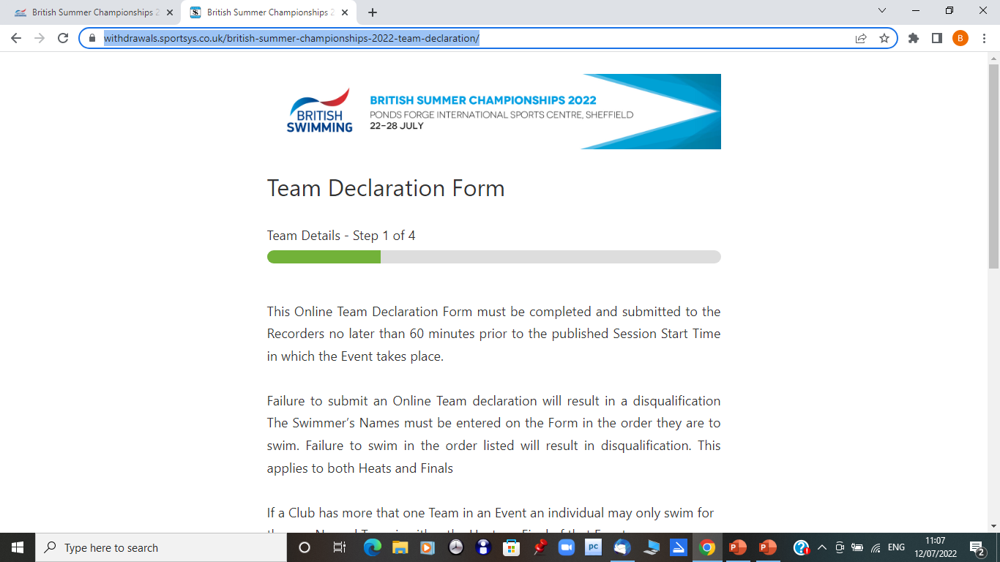 British Summer Championships 2
British Summer Championships 2
withdrawals.sportsys.co.uk/british-summer-championships-2022-team-declaration/
B
BRITISH
SWIMMING
BRITISH SUMMER CHAMPIONSHIPS 2022
PONDS FORGE INTERNATIONAL SPORTS CENTRE, SHEFFIELD
22-28 JULY
Team Declaration Form
Team Details - Step 1 of 4
This Online Team Declaration Form must be completed and submitted to the
Recorders no later than 60 minutes prior to the published Session Start Time
in which the Event takes place.
Failure to submit an Online Team declaration will result in a disqualification
The Swimmer's Names must be entered on the Form in the order they are to
swim. Failure to swim in the order listed will result in disqualification. This
applies to both Heats and Finals
If a Club has more that one Team in an Event an individual may only swim for
Type here to search
pc
P
P
ENG
11:07
12/07/2022
2